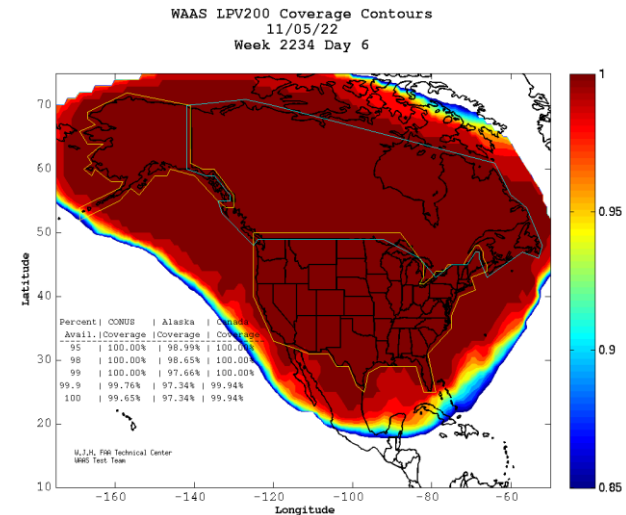 WAAS LPV200 Coverage Contours
11/05/22
Week 2234 Day 6
70
60
50
40
30
20
10
Latitude
Percent| CONUS | Alaska | Canada
Avail.|Coverage |Coverage | Coverage
95 | 100.00% | 98.99% | 100.00%
98 | 100.00% | 98.65% | 100.00%
99 | 100.00% | 97.66% | 100.00%
99.9 | 99.76% | 97.34% | 99.94%
100 | 99.65% | 97.34% | 99.94%
W.J.H. FAA Technical Center
WAAS Test Team
-160 -140 -120 -100 -80 -60
Longitude
1
0.95
0.9
0.85